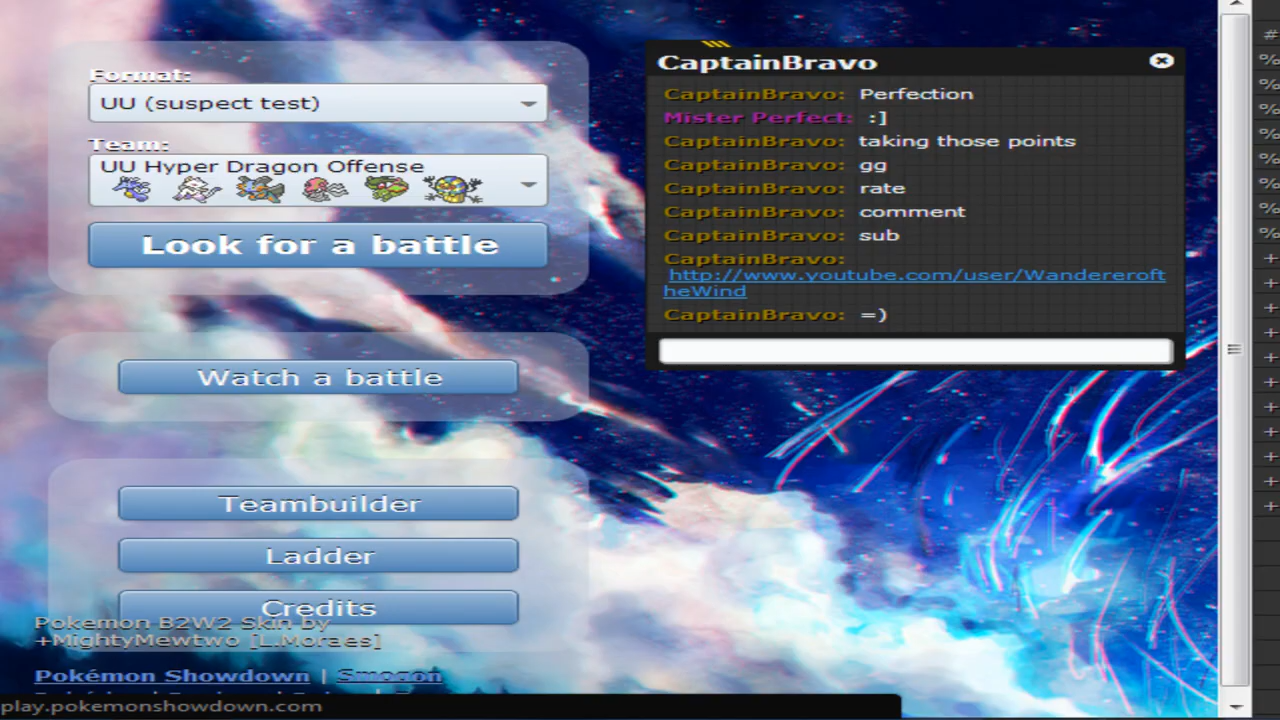 Format:
UU (suspect test)
Team:
UU Hyper Dragon Offense
Look for a battle
Watch a battle
Teambuilder
Ladder
Credits
Pokemon B2W2 Skin by
+MightyMewtwo [L.Moraes]
Pokémon Showdown | Smogon
play.pokemonshowdown.com
CaptainBravo
CaptainBravo: Perfection
Mister Perfect: :]
CaptainBravo: taking those points
CaptainBravo: gg
CaptainBravo: rate
CaptainBravo: comment
CaptainBravo: sub
CaptainBravo:
http://www.youtube.com/user/Wandereroft
heWind
CaptainBravo: =)
#
%
%
%
%
%
%
%
%
+
+
+
+
+
+
+
+
+
+
+